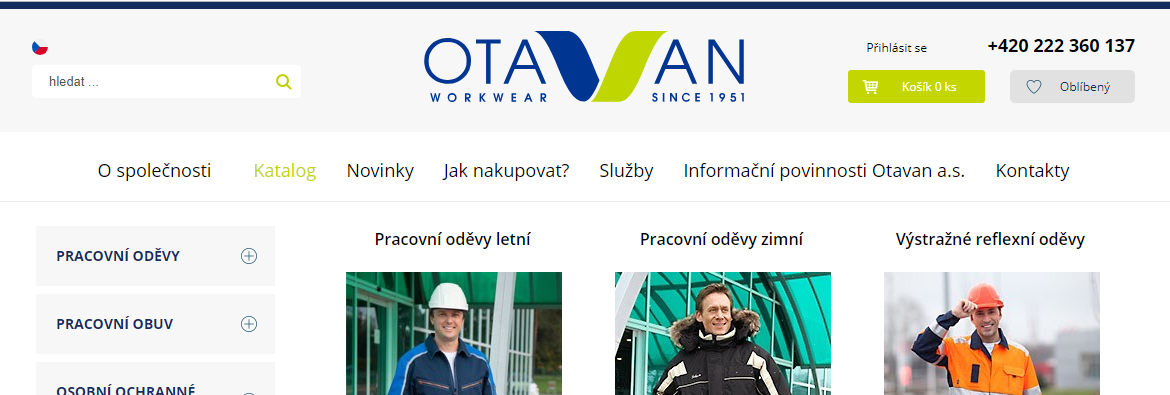 hledat ...
OTAVAN
WORKWEAR SINCE 1951
Přihlásit se
+420 222 360 137
Košík 0 ks
Oblíbený
O společnosti Katalog Novinky Jak nakupovat? Služby Informační povinnosti Otavan a.s. Kontakty
PRACOVNÍ ODĚVY
PRACOVNÍ OBUV
OSOBNÍ OCHRANNÉ
Pracovní oděvy letní
Pracovní oděvy zimní
Výstražné reflexní oděvy